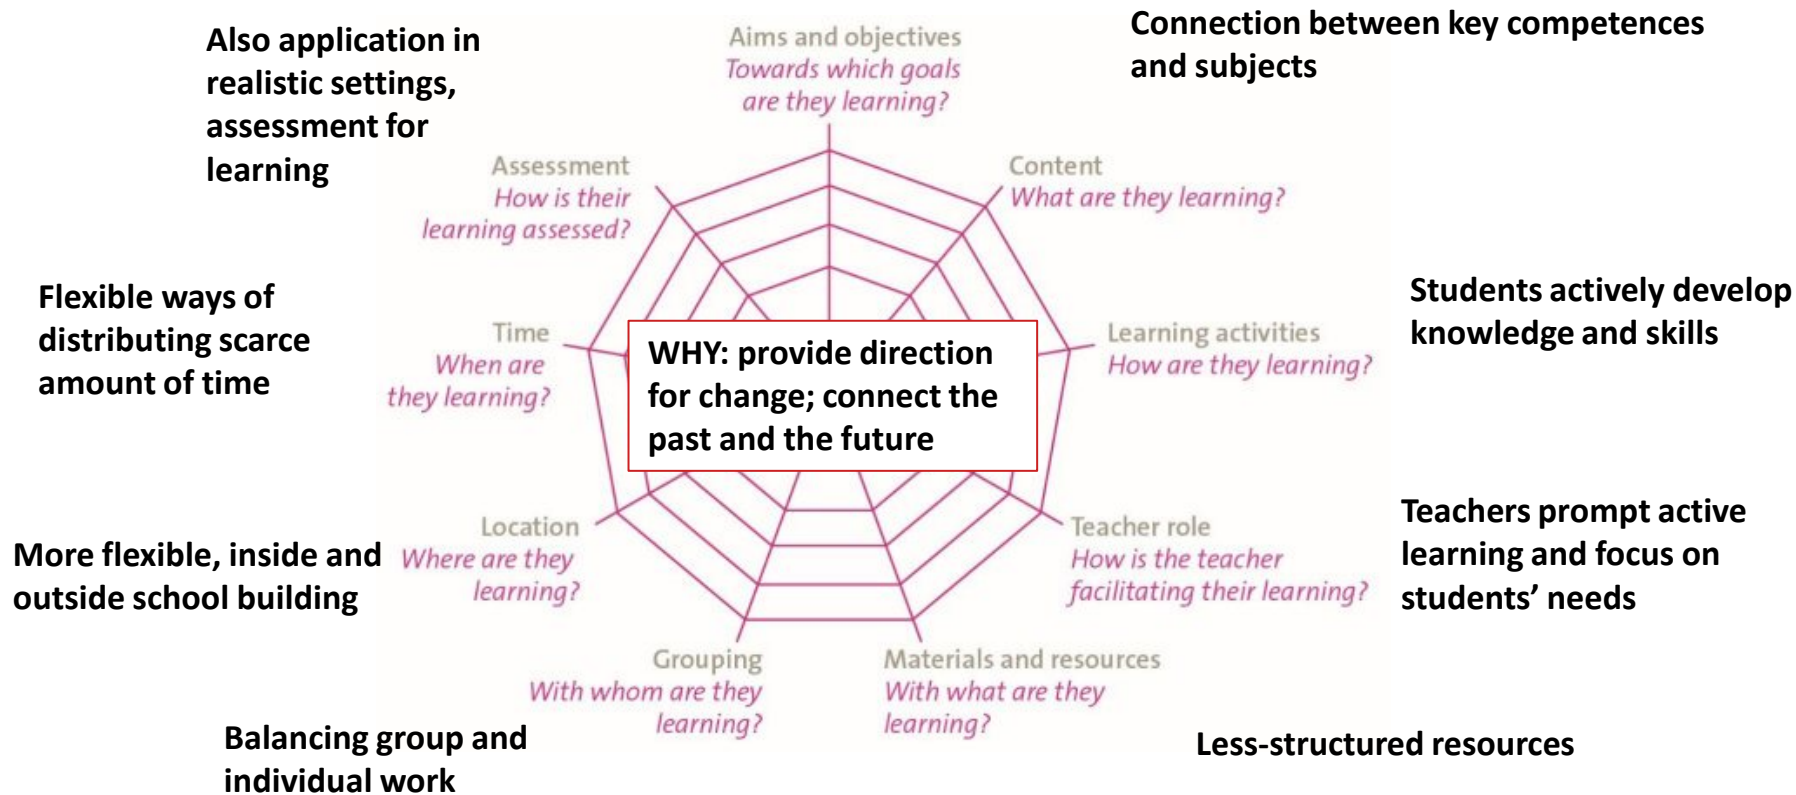 Also application in
realistic settings,
assessment for
learning
Aims and objectives
Towards which goals
are they learning?
Connection between key competences
and subjects
Assessment
How is their
learning assessed?
Content
What are they learning?
Flexible ways of
distributing scarce
amount of time
Time
When are
they learning?
WHY: provide direction
for change; connect the
past and the future
Learning activities
How are they learning?
Students actively develop
knowledge and skills
More flexible, inside and
outside school building
Location
Where are they
learning?
Teacher role
How is the teacher
facilitating their learning?
Teachers prompt active
learning and focus on
students’ needs
Grouping
With whom are they
learning?
Materials and resources
With what are they
learning?
Balancing group and
individual work
Less-structured resources